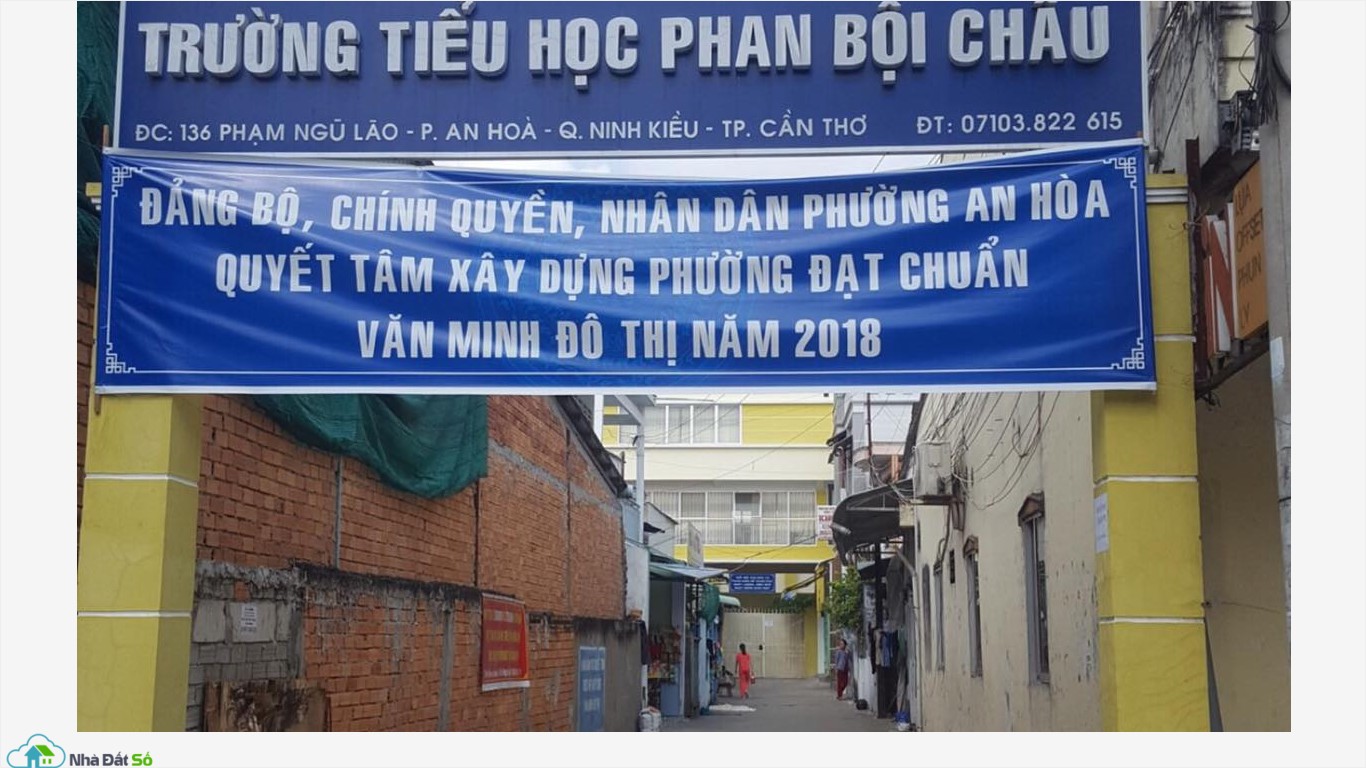 TRƯỜNG TIỂU HỌC PHAN BỘI CHÂU
ĐC: 136 PHẠM NGŨ LÃO - P. AN HOÀ - Q. NINH KIỀU - TP. CẦN THƠ ĐT: 07103.822 615
ĐẢNG BỘ, CHÍNH QUYỀN, NHÂN DÂN PHƯỜNG AN HÒA
QUYẾT TÂM XÂY DỰNG PHƯỜNG ĐẠT CHUẨN
VĂN MINH ĐÔ THỊ NĂM 2018
OFFSET
PHUN
Nhà Đất Số